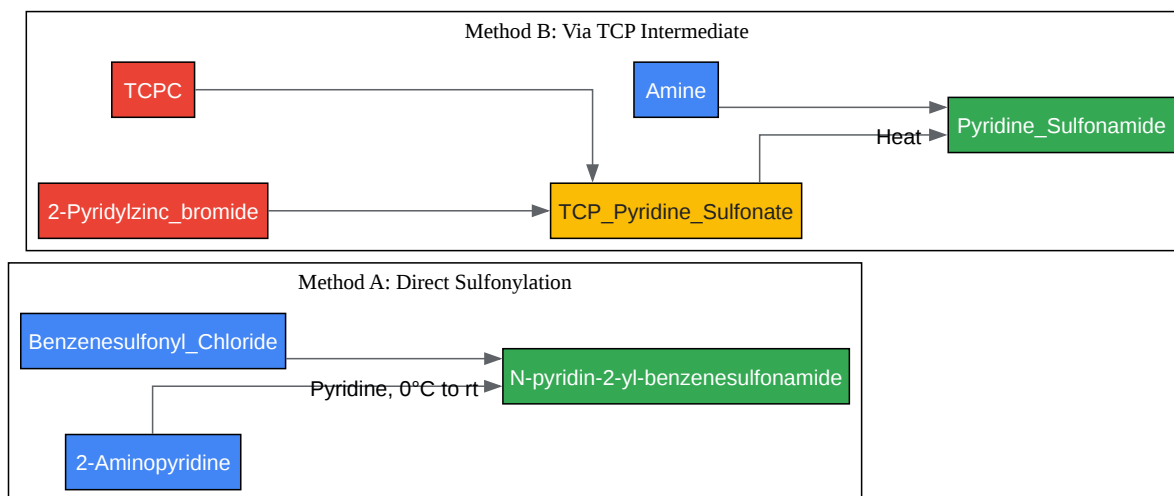 Method B: Via TCP Intermediate
TCPC
Amine
Pyridine_Sulfonamide
Heat
2-Pyridylzinc_bromide
TCP_Pyridine_Sulfonate
Method A: Direct Sulfonylation
Benzenesulfonyl_Chloride
N-pyridin-2-yl-benzenesulfonamide
Pyridine, 0°C to rt
2-Aminopyridine